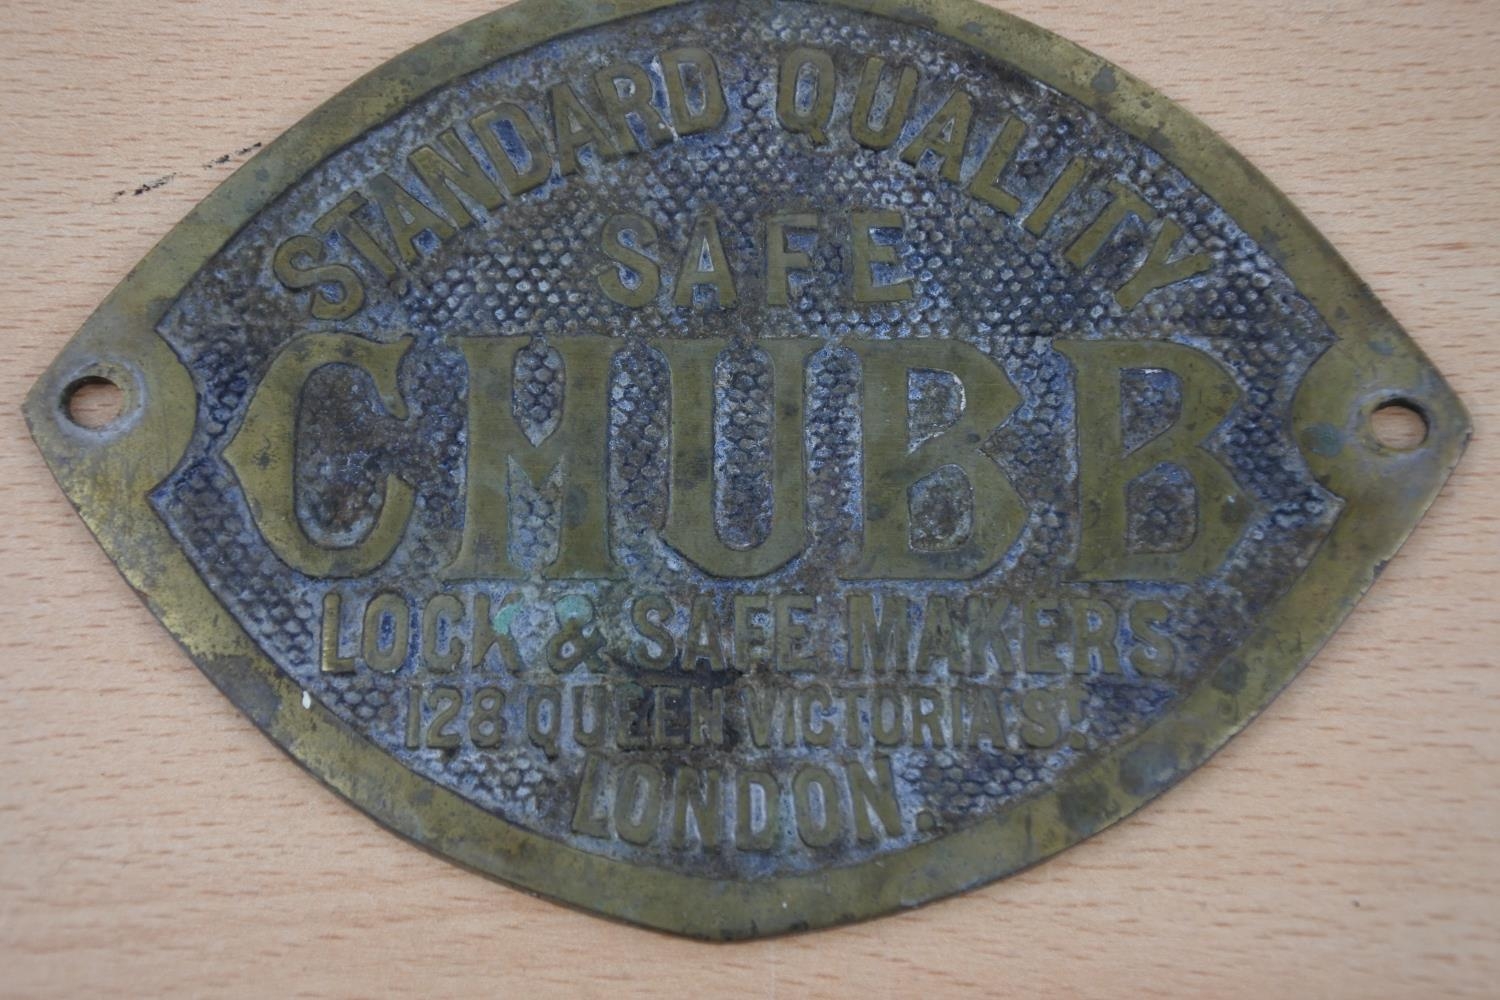 STANDARD QUALITY
SAFE
CHUBB
LOCK & SAFE MAKERS
128 QUEEN VICTORIA ST.
LONDON.